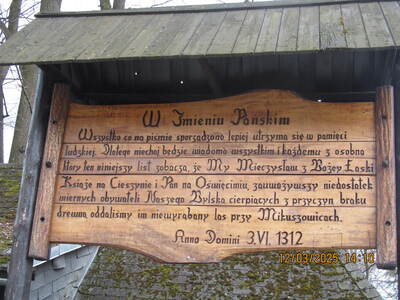 W Imieniu Pańskim
Wszystko co na piśmie sporządzono lepiej utrzyma się w pamięci
ludzkiej. Dlatego niechaj będzie wiadomo wszystkim i każdemu z osobna
który ten niniejszy list zobaczą, że My Mieczysław z Bożej Łaski
Książe na Cieszynie i Pan na Oświęcimiu, zauważywszy niedostatek
wiernych obywateli Naszego Bylska cierpiących z przyczyn braku
drewna oddaliśmy im niewyrąbany las przy Mikuszowicach.
Anno Domini 3.VI. 1312
12/03/2025 14:10